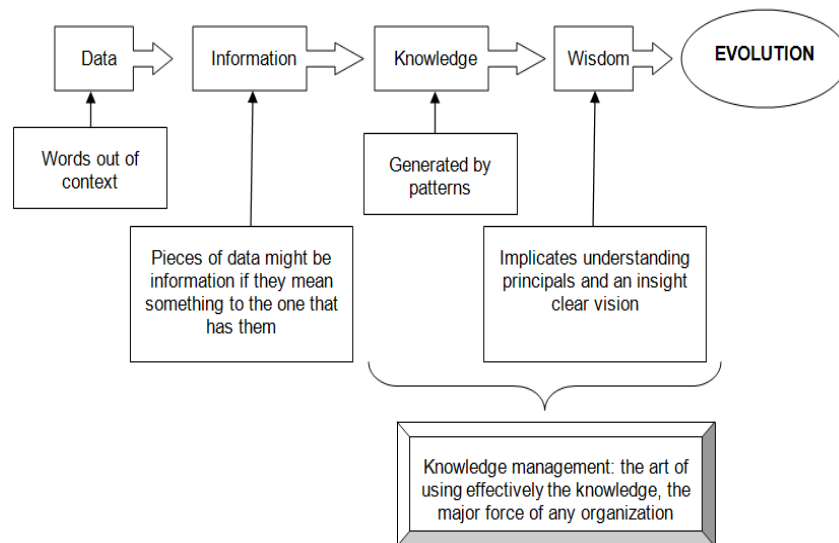 Data
Information
Knowledge
Wisdom
EVOLUTION
Words out of
context
Generated by
patterns
Pieces of data might be
information if they mean
something to the one that
has them
Implicates understanding
principals and an insight
clear vision
Knowledge management: the art of
using effectively the knowledge, the
major force of any organization